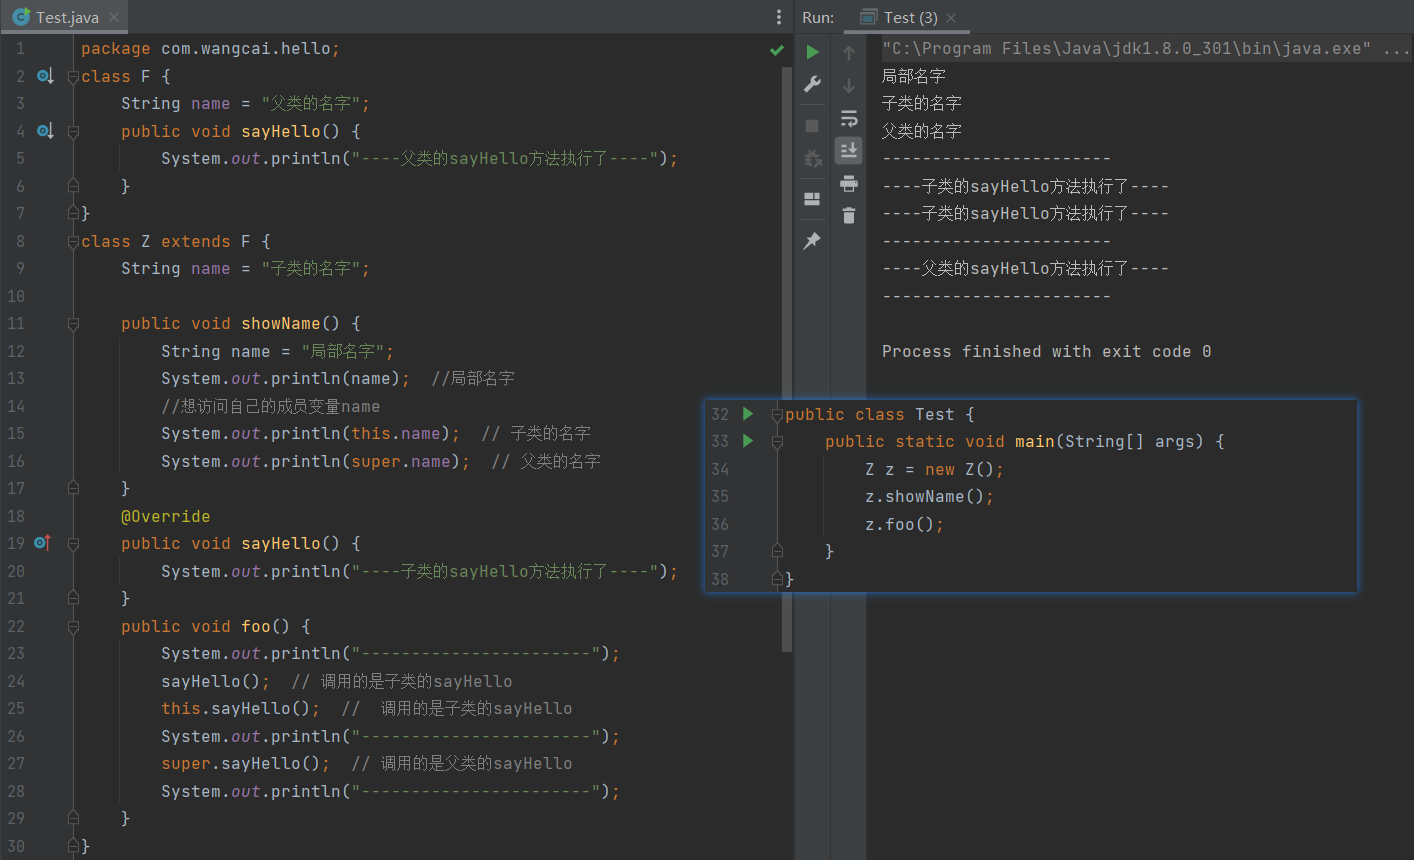 Test.java
1 package com.wangcai.hello;
2 class F {
3 String name = "父类的名字";
4 public void sayHello() {
5 System.out.println("----父类的sayHello方法执行了----");
6 }
7 }
8 class Z extends F {
9 String name = "子类的名字";
10
11 public void showName() {
12 String name = "局部名字";
13 System.out.println(name);  //局部名字
14 //想访问自己的成员变量name
15 System.out.println(this.name);  // 子类的名字
16 System.out.println(super.name);  // 父类的名字
17 }
18 @Override
19 public void sayHello() {
20 System.out.println("----子类的sayHello方法执行了----");
21 }
22 public void foo() {
23 System.out.println("-----------------------");
24 sayHello();  // 调用的是子类的sayHello
25 this.sayHello();  //  调用的是子类的sayHello
26 System.out.println("-----------------------");
27 super.sayHello();  // 调用的是父类的sayHello
28 System.out.println("-----------------------");
29 }
30 }
Run: Test (3)
"C:\Program Files\Java\jdk1.8.0_301\bin\java.exe" ...
局部名字
子类的名字
父类的名字
-----------------------
----子类的sayHello方法执行了----
----子类的sayHello方法执行了----
-----------------------
----父类的sayHello方法执行了----
-----------------------
Process finished with exit code 0
32 public class Test {
33 public static void main(String[] args) {
34 Z z = new Z();
35 z.showName();
36 z.foo();
37 }
38 }